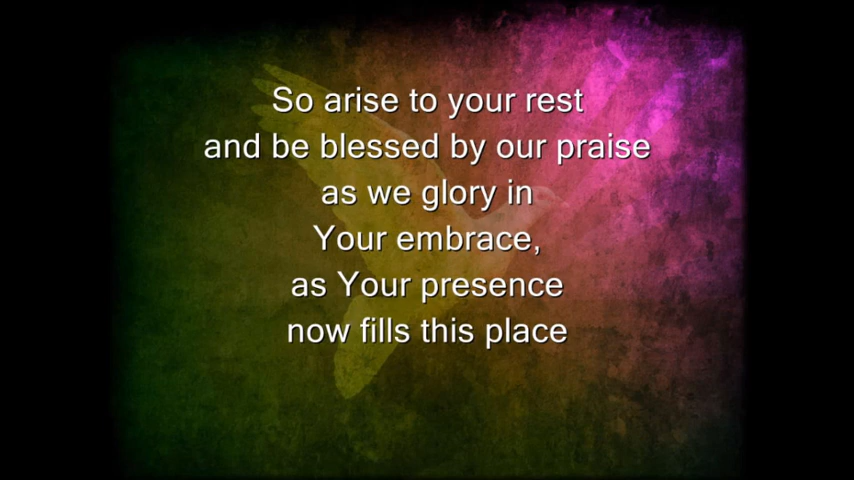 So arise to your rest
and be blessed by our praise
as we glory in
Your embrace,
as Your presence
now fills this place